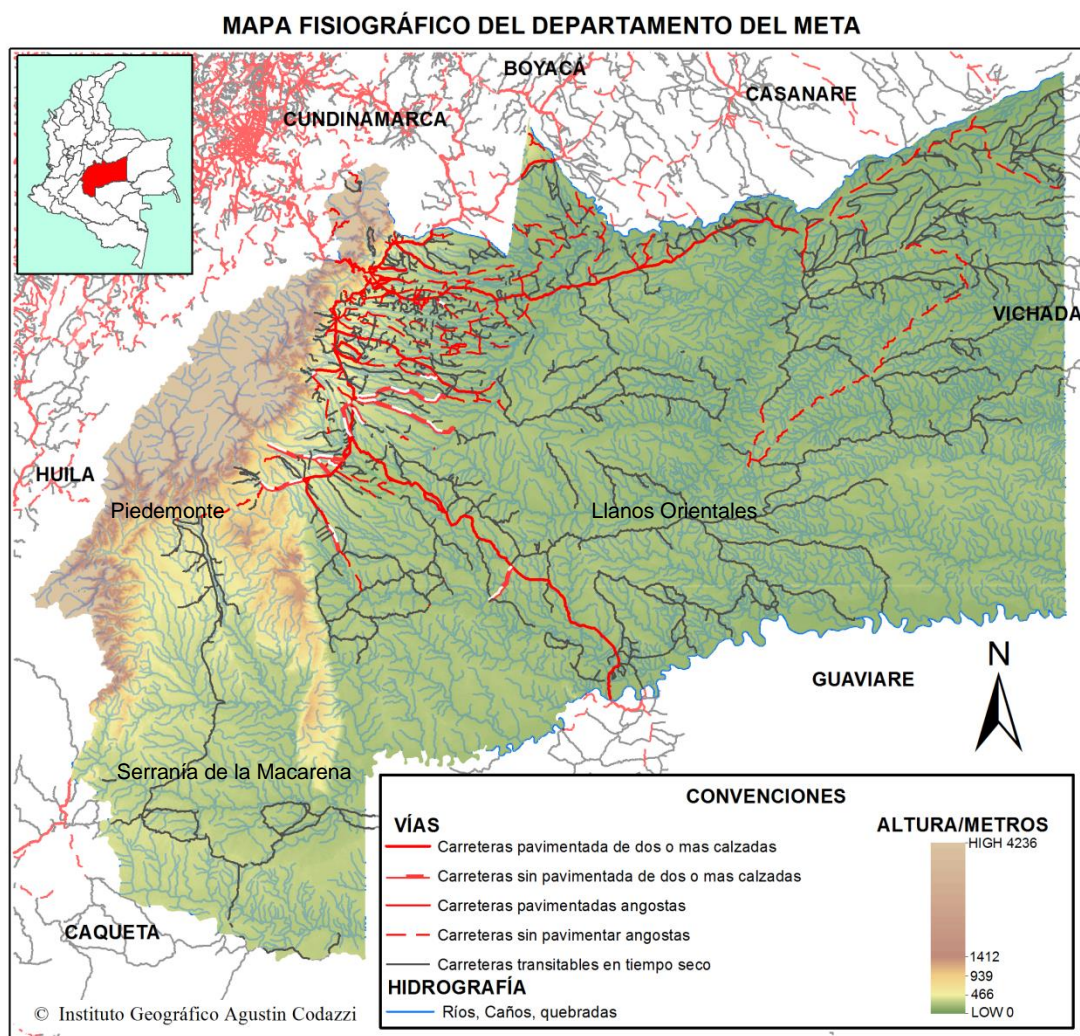 MAPA FISIOGRÁFICO DEL DEPARTAMENTO DEL META
BOYACÁ
CASANARE
CUNDINAMARCA
VICHADA
HUILA
Piedemonte
Llanos Orientales
GUAVIARE
N
Serranía de la Macarena
CAQUETA
CONVENCIONES
VÍAS
Carreteras pavimentada de dos o mas calzadas
Carreteras sin pavimentada de dos o mas calzadas
Carreteras pavimentadas angostas
Carreteras sin pavimentar angostas
Carreteras transitables en tiempo seco
HIDROGRAFÍA
Ríos, Caños, quebradas
ALTURA/METROS
HIGH 4236
1412
939
466
LOW 0
© Instituto Geográfico Agustin Codazzi